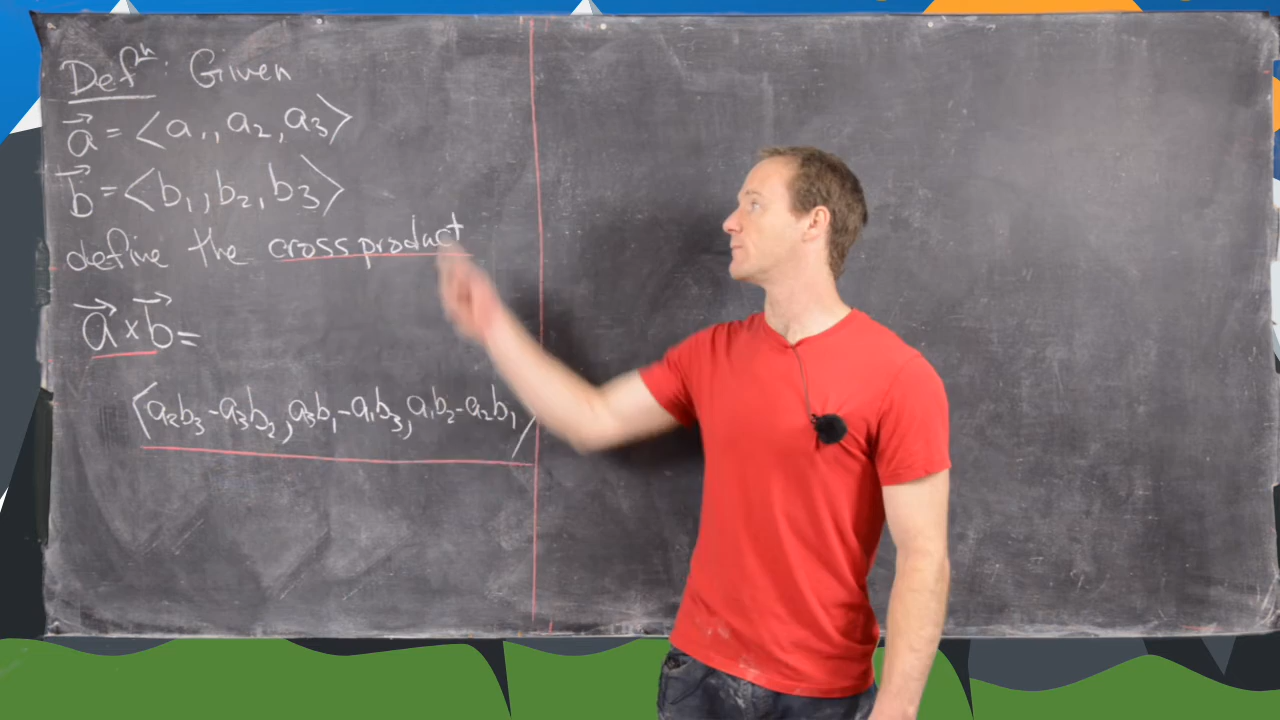 Defⁿ: Given
a⃗ = ⟨a₁, a₂, a₃⟩
b⃗ = ⟨b₁, b₂, b₃⟩
define the cross product
a⃗ × b⃗ =
⟨a₂b₃ - a₃b₂, a₃b₁ - a₁b₃, a₁b₂ - a₂b₁⟩